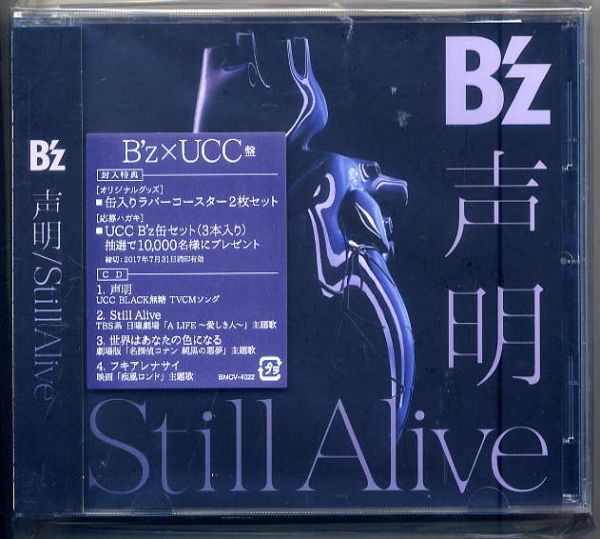 B'z
声明/Still Alive
B'z
声明
Still Alive
B'z×UCC盤
封入特典
[オリジナルグッズ]
■缶入りラバーコースター2枚セット
[応募ハガキ]
■UCC B'z缶セット(3本入り)
抽選で10,000名様にプレゼント
締切:2017年7月31日消印有効
CD
1. 声明
UCC BLACK無糖 TVCMソング
2. Still Alive
TBS系 日曜劇場「A LIFE〜愛しき人〜」主題歌
3. 世界はあなたの色になる
劇場版「名探偵コナン 純黒の悪夢」主題歌
4. フキアレナサイ
映画「疾風ロンド」主題歌
BMCV-4022
プラ